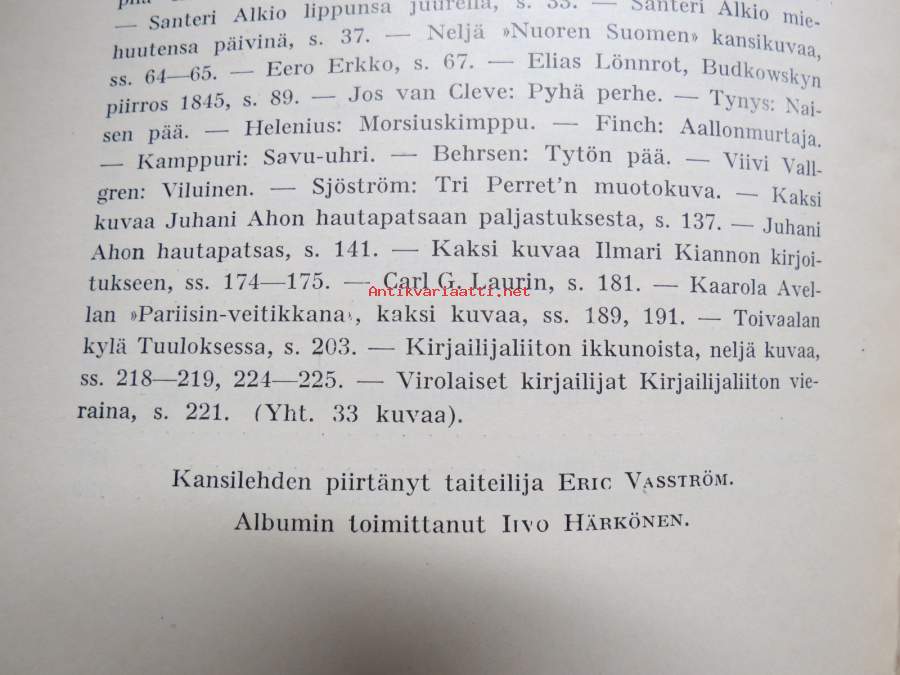 — Santeri Alkio lippunsa juurella, s. 33. — Santeri Alkio mie-
huutensa päivinä, s. 37. — Neljä »Nuoren Suomen» kansikuvaa,
ss. 64—65. — Eero Erkko, s. 67. — Elias Lönnrot, Budkowskyn
piirros 1845, s. 89. — Jos van Cleve: Pyhä perhe. — Tynys: Nai-
sen pää. — Helenius: Morsiuskimppu. — Finch: Aallonmurtaja.
— Kamppuri: Savu-uhri. — Behrsen: Tytön pää. — Viivi Vall-
gren: Viluinen. — Sjöström: Tri Perret'n muotokuva. — Kaksi
kuvaa Juhani Ahon hautapatsaan paljastuksesta, s. 137. — Juhani
Ahon hautapatsas, s. 141. — Kaksi kuvaa Ilmari Kiannon kirjoi-
tukseen, ss. 174—175. — Carl G. Laurin, s. 181. — Kaarola Avel-
Antikvariaatti.net
lan »Pariisin-veitikkana», kaksi kuvaa, ss. 189, 191. — Toivaalan
kylä Tuuloksessa, s. 203. — Kirjailijaliiton ikkunoista, neljä kuvaa,
ss. 218—219, 224—225. — Virolaiset kirjailijat Kirjailijaliiton vie-
raina, s. 221. (Yht. 33 kuvaa).
Kansilehden piirtänyt taiteilija Eric Vasström.
Albumin toimittanut Iivo Härkönen.